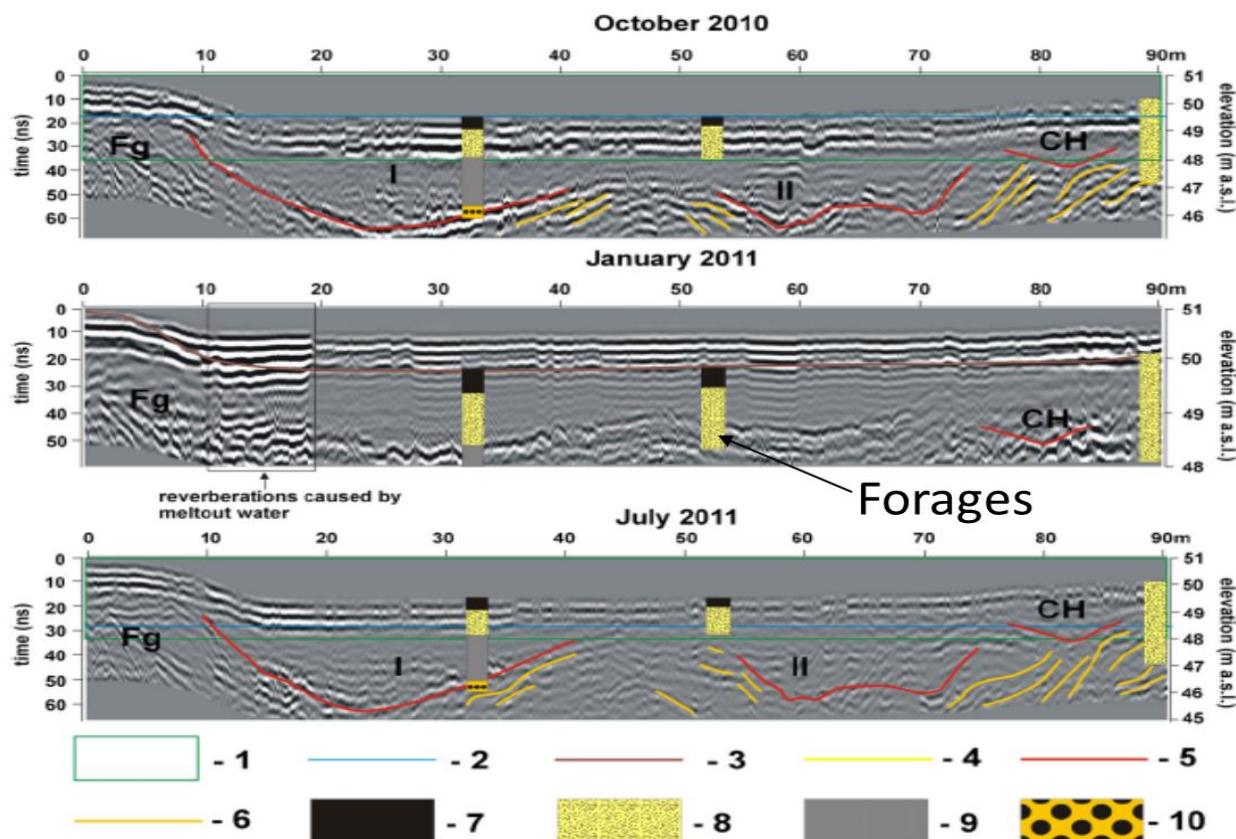 October 2010
0 10 20 30 40 50 60 70 80 90m
time (ns)
0
10
20
30
40
50
60
elevation (m a.s.l.)
51
50
49
48
47
46
Fg
I
II
CH
January 2011
0 10 20 30 40 50 60 70 80 90m
time (ns)
0
10
20
30
40
50
elevation (m a.s.l.)
51
50
49
48
Fg
CH
reverberations caused by
meltout water
Forages
July 2011
0 10 20 30 40 50 60 70 80 90m
time (ns)
0
10
20
30
40
50
60
elevation (m a.s.l.)
51
50
49
48
47
46
45
Fg
I
II
CH
- 1 - 2 - 3 - 4 - 5
- 6 - 7 - 8 - 9 - 10